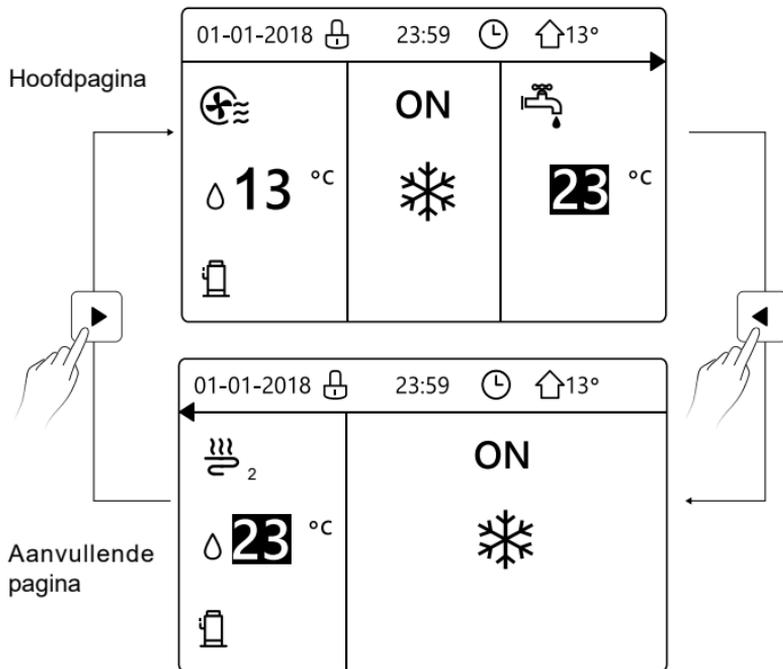 01-01-2018 23:59 13°
Hoofdpagina
ON
13 °C
23 °C
01-01-2018 23:59 13°
2
ON
23 °C
Aanvullende
pagina